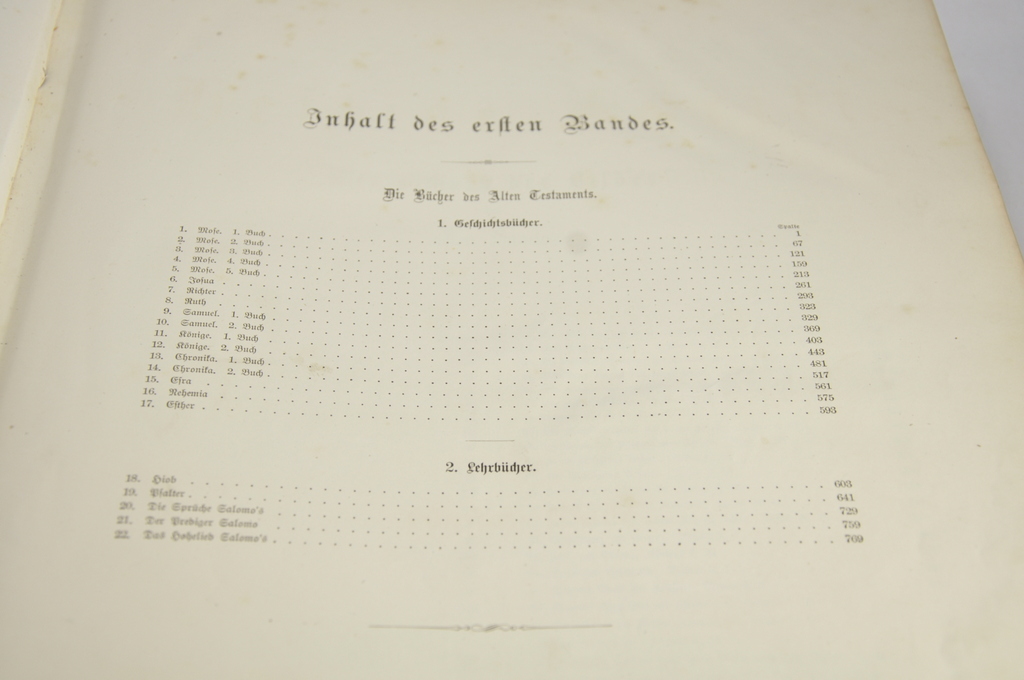 Inhalt des ersten Bandes.
Die Bücher des Alten Testaments.
1. Geschichtsbücher.
Spalte
1. Mose. 1. Buch . . . . . 1
2. Mose. 2. Buch . . . . . 67
3. Mose. 3. Buch . . . . . 121
4. Mose. 4. Buch . . . . . 159
5. Mose. 5. Buch . . . . . 213
6. Josua . . . . . 261
7. Richter . . . . . 293
8. Ruth . . . . . 323
9. Samuel. 1. Buch . . . . . 329
10. Samuel. 2. Buch . . . . . 369
11. Könige. 1. Buch . . . . . 403
12. Könige. 2. Buch . . . . . 443
13. Chronika. 1. Buch . . . . . 481
14. Chronika. 2. Buch . . . . . 517
15. Esra . . . . . 561
16. Nehemia . . . . . 575
17. Esther . . . . . 593
2. Lehrbücher.
18. Hiob . . . . . 603
19. Psalter . . . . . 641
20. Die Sprüche Salomo's . . . . . 729
21. Der Prediger Salomo . . . . . 759
22. Das Hohelied Salomo's . . . . . 769